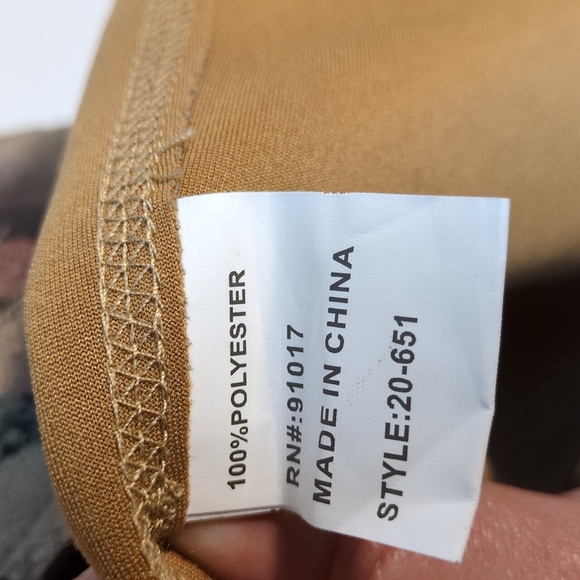 100%POLYESTER
RN#:91017
MADE IN CHINA
STYLE:20-651